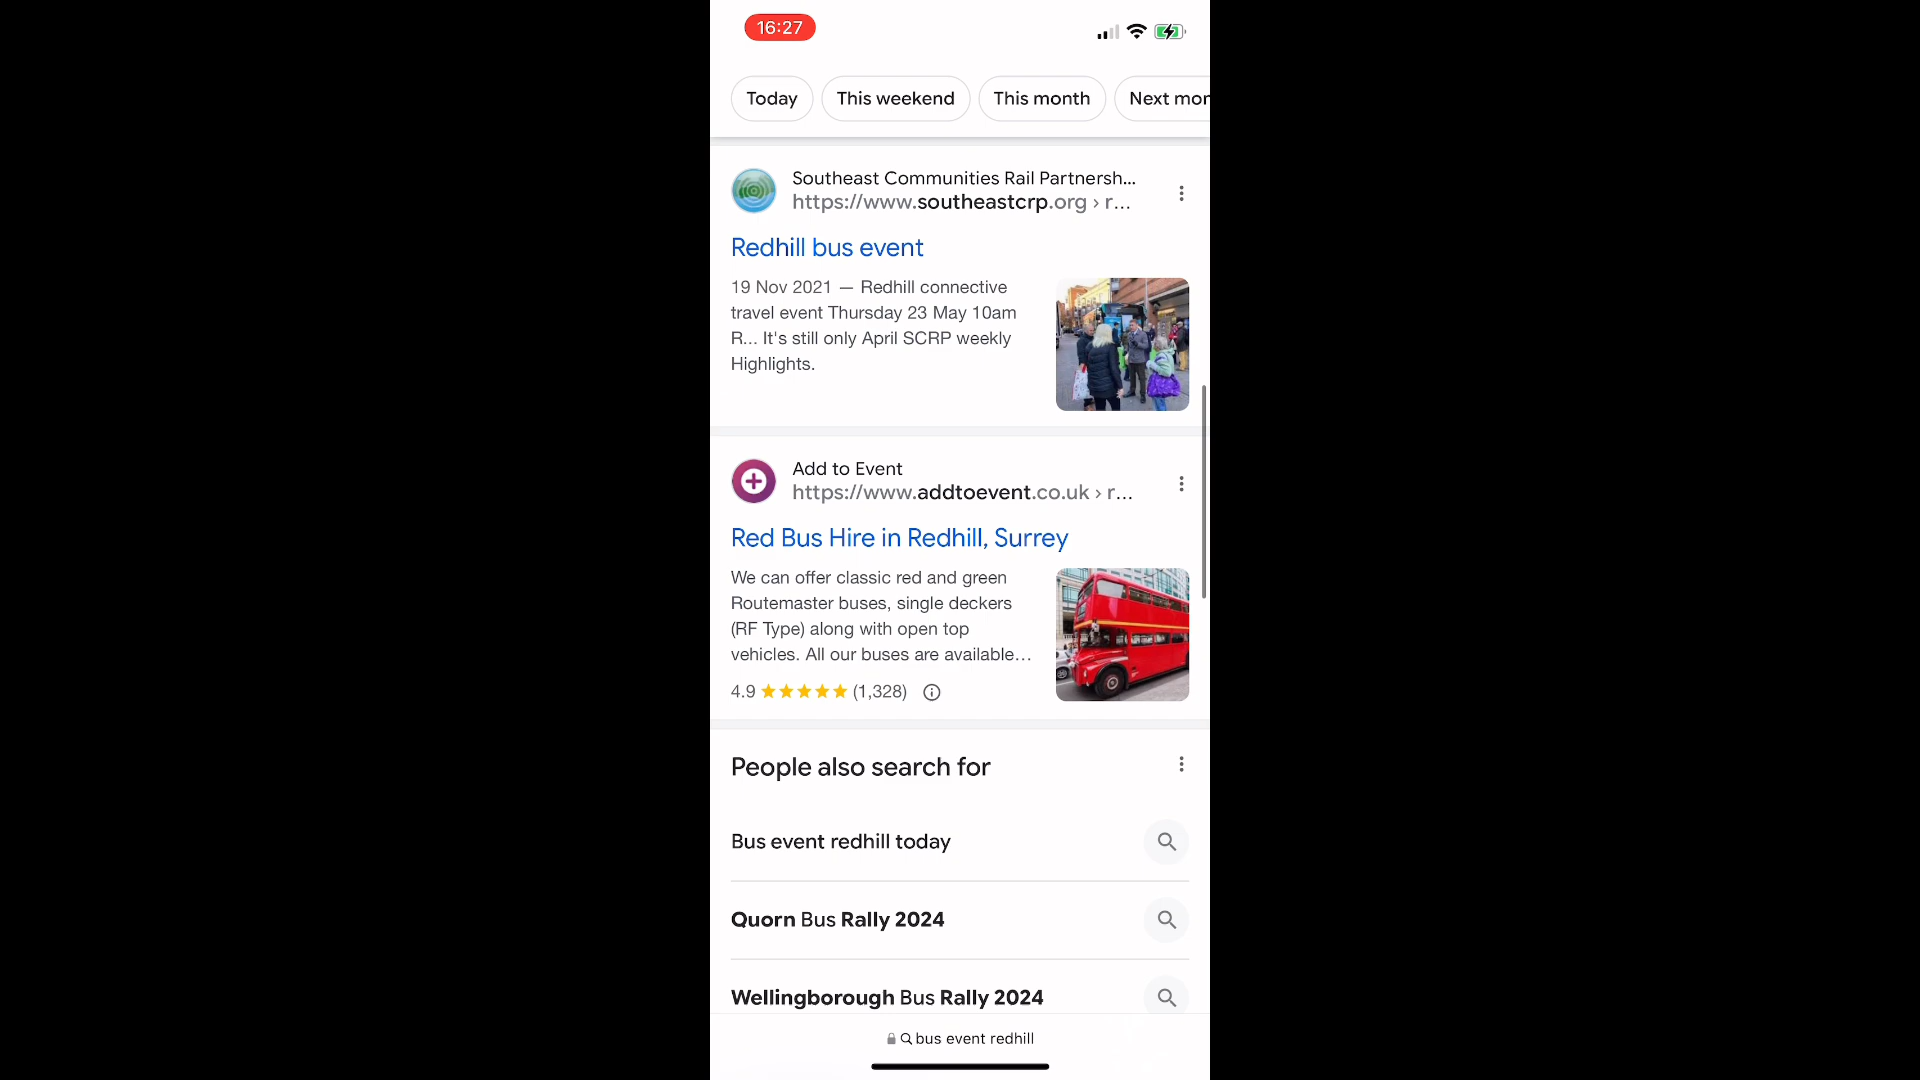 16:27
Today This weekend This month Next mor
Southeast Communities Rail Partnersh...
https://www.southeastcrp.org › r...
Redhill bus event
19 Nov 2021 — Redhill connective
travel event Thursday 23 May 10am
R... It's still only April SCRP weekly
Highlights.
Add to Event
https://www.addtoevent.co.uk › r...
Red Bus Hire in Redhill, Surrey
We can offer classic red and green
Routemaster buses, single deckers
(RF Type) along with open top
vehicles. All our buses are available...
4.9 ★★★★★ (1,328)
People also search for
Bus event redhill today
Quorn Bus Rally 2024
Wellingborough Bus Rally 2024
bus event redhill